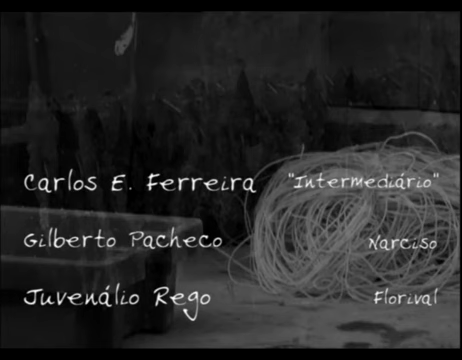 Carlos E. Ferreira "Intermediário"
Gilberto Pacheco Narciso
Juvenálio Rego Florival